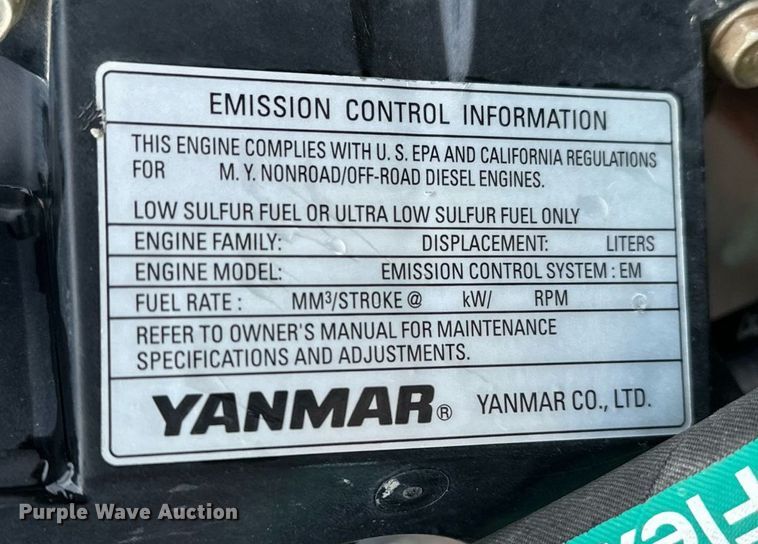 EMISSION CONTROL INFORMATION
THIS ENGINE COMPLIES WITH U. S. EPA AND CALIFORNIA REGULATIONS
FOR M. Y. NONROAD/OFF-ROAD DIESEL ENGINES.
LOW SULFUR FUEL OR ULTRA LOW SULFUR FUEL ONLY
ENGINE FAMILY: DISPLACEMENT: LITERS
ENGINE MODEL: EMISSION CONTROL SYSTEM : EM
FUEL RATE : MM³/STROKE @ kW/ RPM
REFER TO OWNER'S MANUAL FOR MAINTENANCE
SPECIFICATIONS AND ADJUSTMENTS.
YANMAR® YANMAR CO., LTD.
Flex
Purple Wave Auction